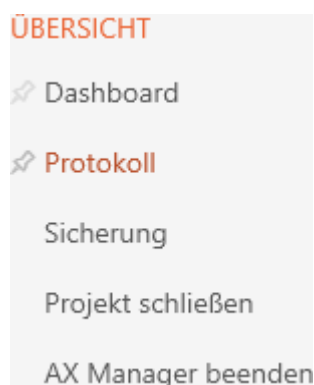 ÜBERSICHT
Dashboard
Protokoll
Sicherung
Projekt schließen
AX Manager beenden